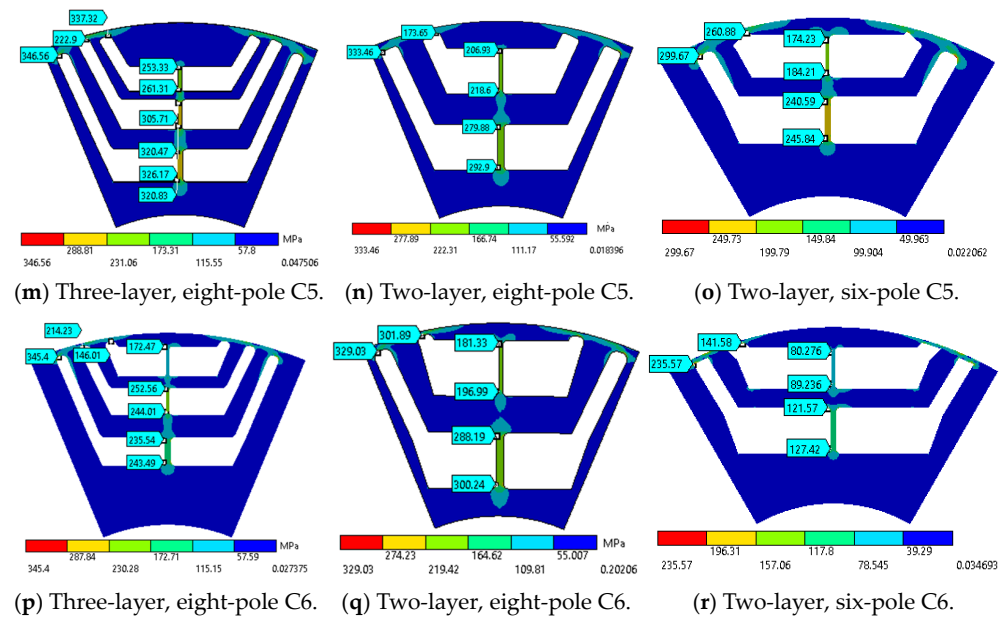 337.32
222.9
346.56
253.33
261.31
305.71
320.47
326.17
320.83
288.81 173.31 57.8 MPa
346.56 231.06 115.55 0.047506
(m) Three-layer, eight-pole C5.
173.65
333.46
206.93
218.6
279.88
292.9
277.89 166.74 55.592 MPa
333.46 222.31 111.17 0.018396
(n) Two-layer, eight-pole C5.
260.88
299.67
174.23
184.21
240.59
245.84
249.73 149.84 49.963
299.67 199.79 99.904 0.022062
(o) Two-layer, six-pole C5.
214.23
345.4
146.01
172.47
252.56
244.01
235.54
243.49
287.84 172.71 57.59 MPa
345.4 230.28 115.15 0.027375
(p) Three-layer, eight-pole C6.
301.89
329.03
181.33
196.99
288.19
300.24
274.23 164.62 55.007 MPa
329.03 219.42 109.81 0.20206
(q) Two-layer, eight-pole C6.
141.58
235.57
80.276
89.236
121.57
127.42
196.31 117.8 39.29
235.57 157.06 78.545 0.034693
(r) Two-layer, six-pole C6.